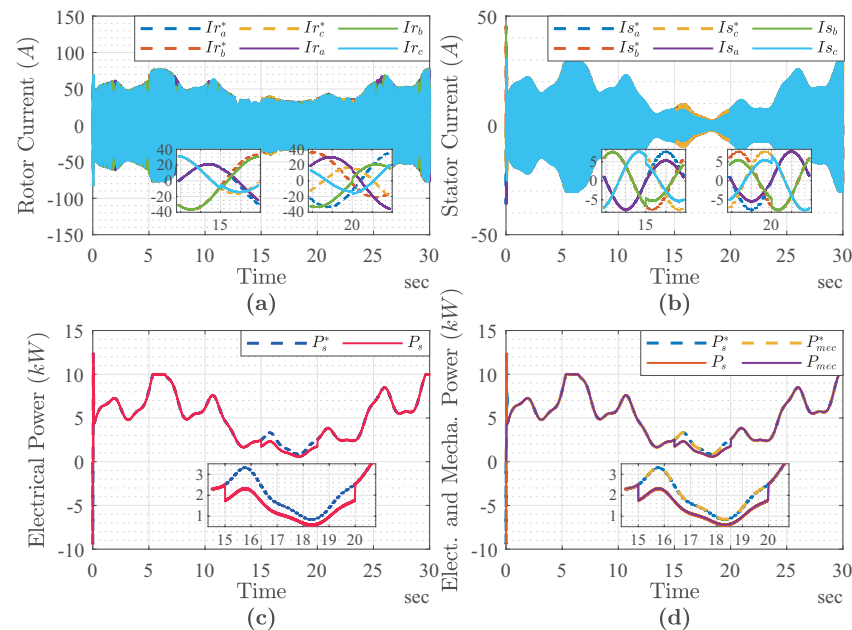 150
100
50
0
-50
-100
-150
Rotor Current (A)
Ir*a Ir*c Irb
Ir*b Ira Irc
40
20
0
-20
-40
15
40
20
0
-20
-40
20
0 5 10 15 20 25 30
Time
sec
(a)
50
0
-50
Stator Current (A)
Is*a Is*c Isb
Is*b Isa Isc
5
0
-5
15
5
0
-5
20
0 5 10 15 20 25 30
Time
sec
(b)
15
10
5
0
-5
-10
Electrical Power (kW)
P*s Ps
3
2
1
15 16 17 18 19 20
0 5 10 15 20 25 30
Time
sec
(c)
15
10
5
0
-5
-10
Elect. and Mecha. Power (kW)
P*s P*mec
Ps Pmec
3
2
1
15 16 17 18 19 20
0 5 10 15 20 25 30
Time
sec
(d)